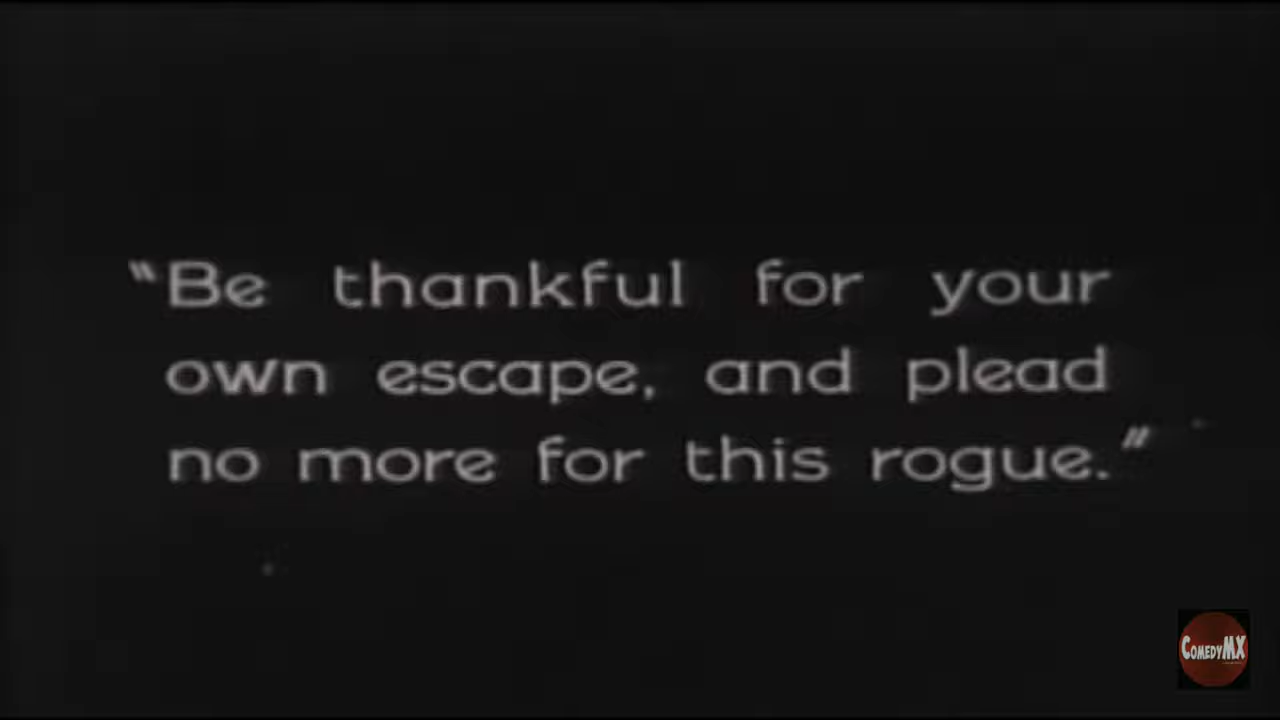 "Be thankful for your
own escape, and plead
no more for this rogue."
COMEDYMX